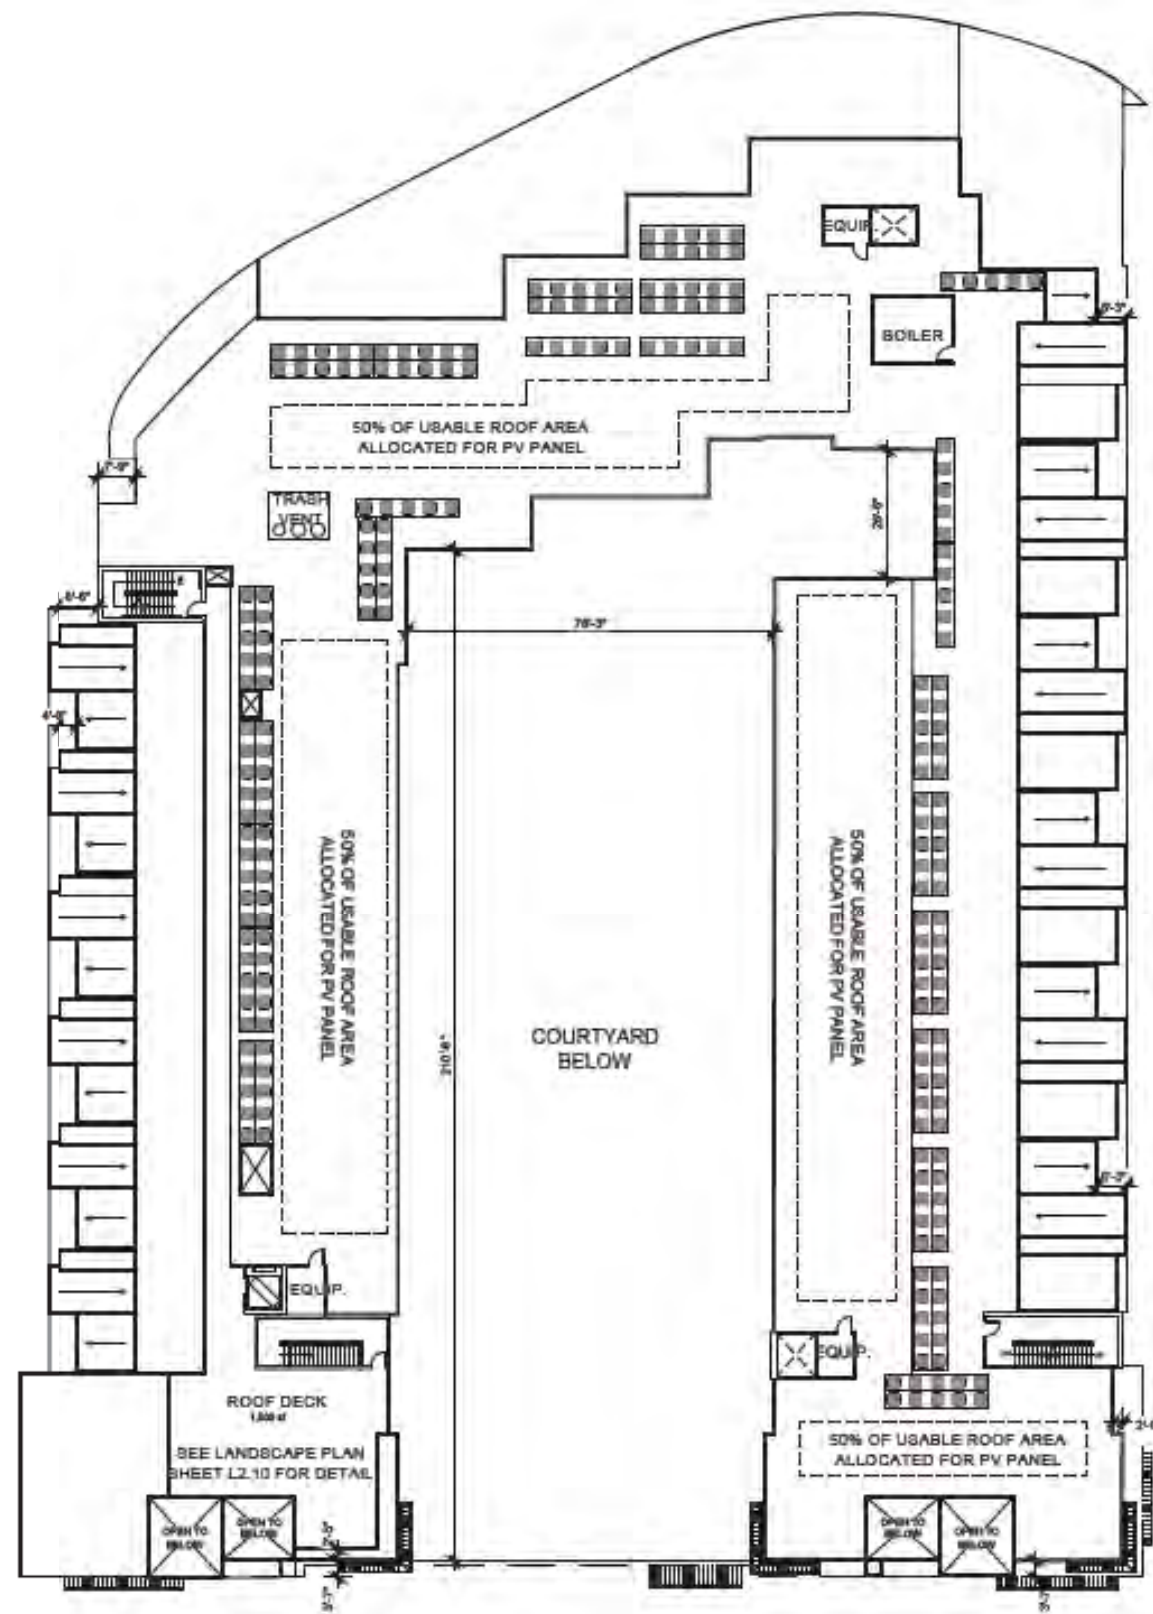 EQUIP.
BOILER
50% OF USABLE ROOF AREA
ALLOCATED FOR PV PANEL
7'-9"
TRASH
VENT
76'-3"
50% OF USABLE ROOF AREA
ALLOCATED FOR PV PANEL
50% OF USABLE ROOF AREA
ALLOCATED FOR PV PANEL
COURTYARD
BELOW
EQUIP.
EQUIP.
ROOF DECK
SEE LANDSCAPE PLAN
SHEET L2.10 FOR DETAIL
50% OF USABLE ROOF AREA
ALLOCATED FOR PV PANEL
OPEN TO
BELOW
OPEN TO
BELOW
OPEN TO
BELOW
OPEN TO
BELOW